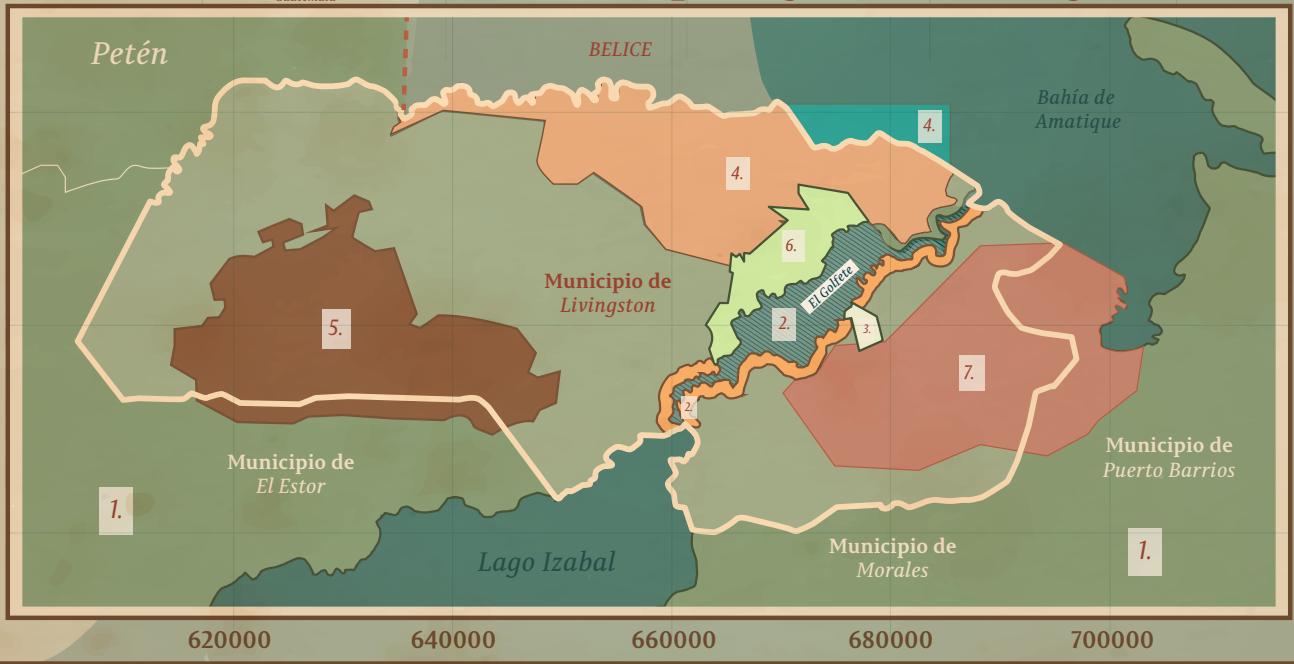 Petén
BELICE
Bahía de
Amatique
4.
4.
6.
El Golfete
Municipio de
Livingston
5.
2.
3.
7.
2.
Municipio de
El Estor
Municipio de
Puerto Barrios
1.
Lago Izabal
Municipio de
Morales
1.
620000
640000
660000
680000
700000